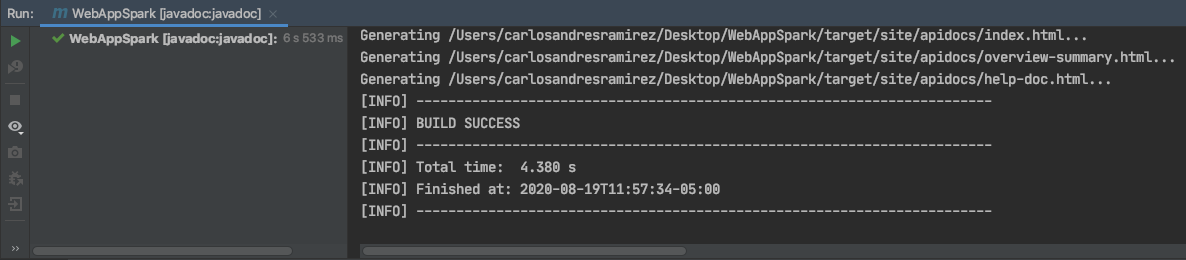 Run: m WebAppSpark [javadoc:javadoc] ×
WebAppSpark [javadoc:javadoc]: 6 s 533 ms
Generating /Users/carlosandresramirez/Desktop/WebAppSpark/target/site/apidocs/index.html...
Generating /Users/carlosandresramirez/Desktop/WebAppSpark/target/site/apidocs/overview-summary.html...
Generating /Users/carlosandresramirez/Desktop/WebAppSpark/target/site/apidocs/help-doc.html...
[INFO] ------------------------------------------------------------------------
[INFO] BUILD SUCCESS
[INFO] ------------------------------------------------------------------------
[INFO] Total time:  4.380 s
[INFO] Finished at: 2020-08-19T11:57:34-05:00
[INFO] ------------------------------------------------------------------------